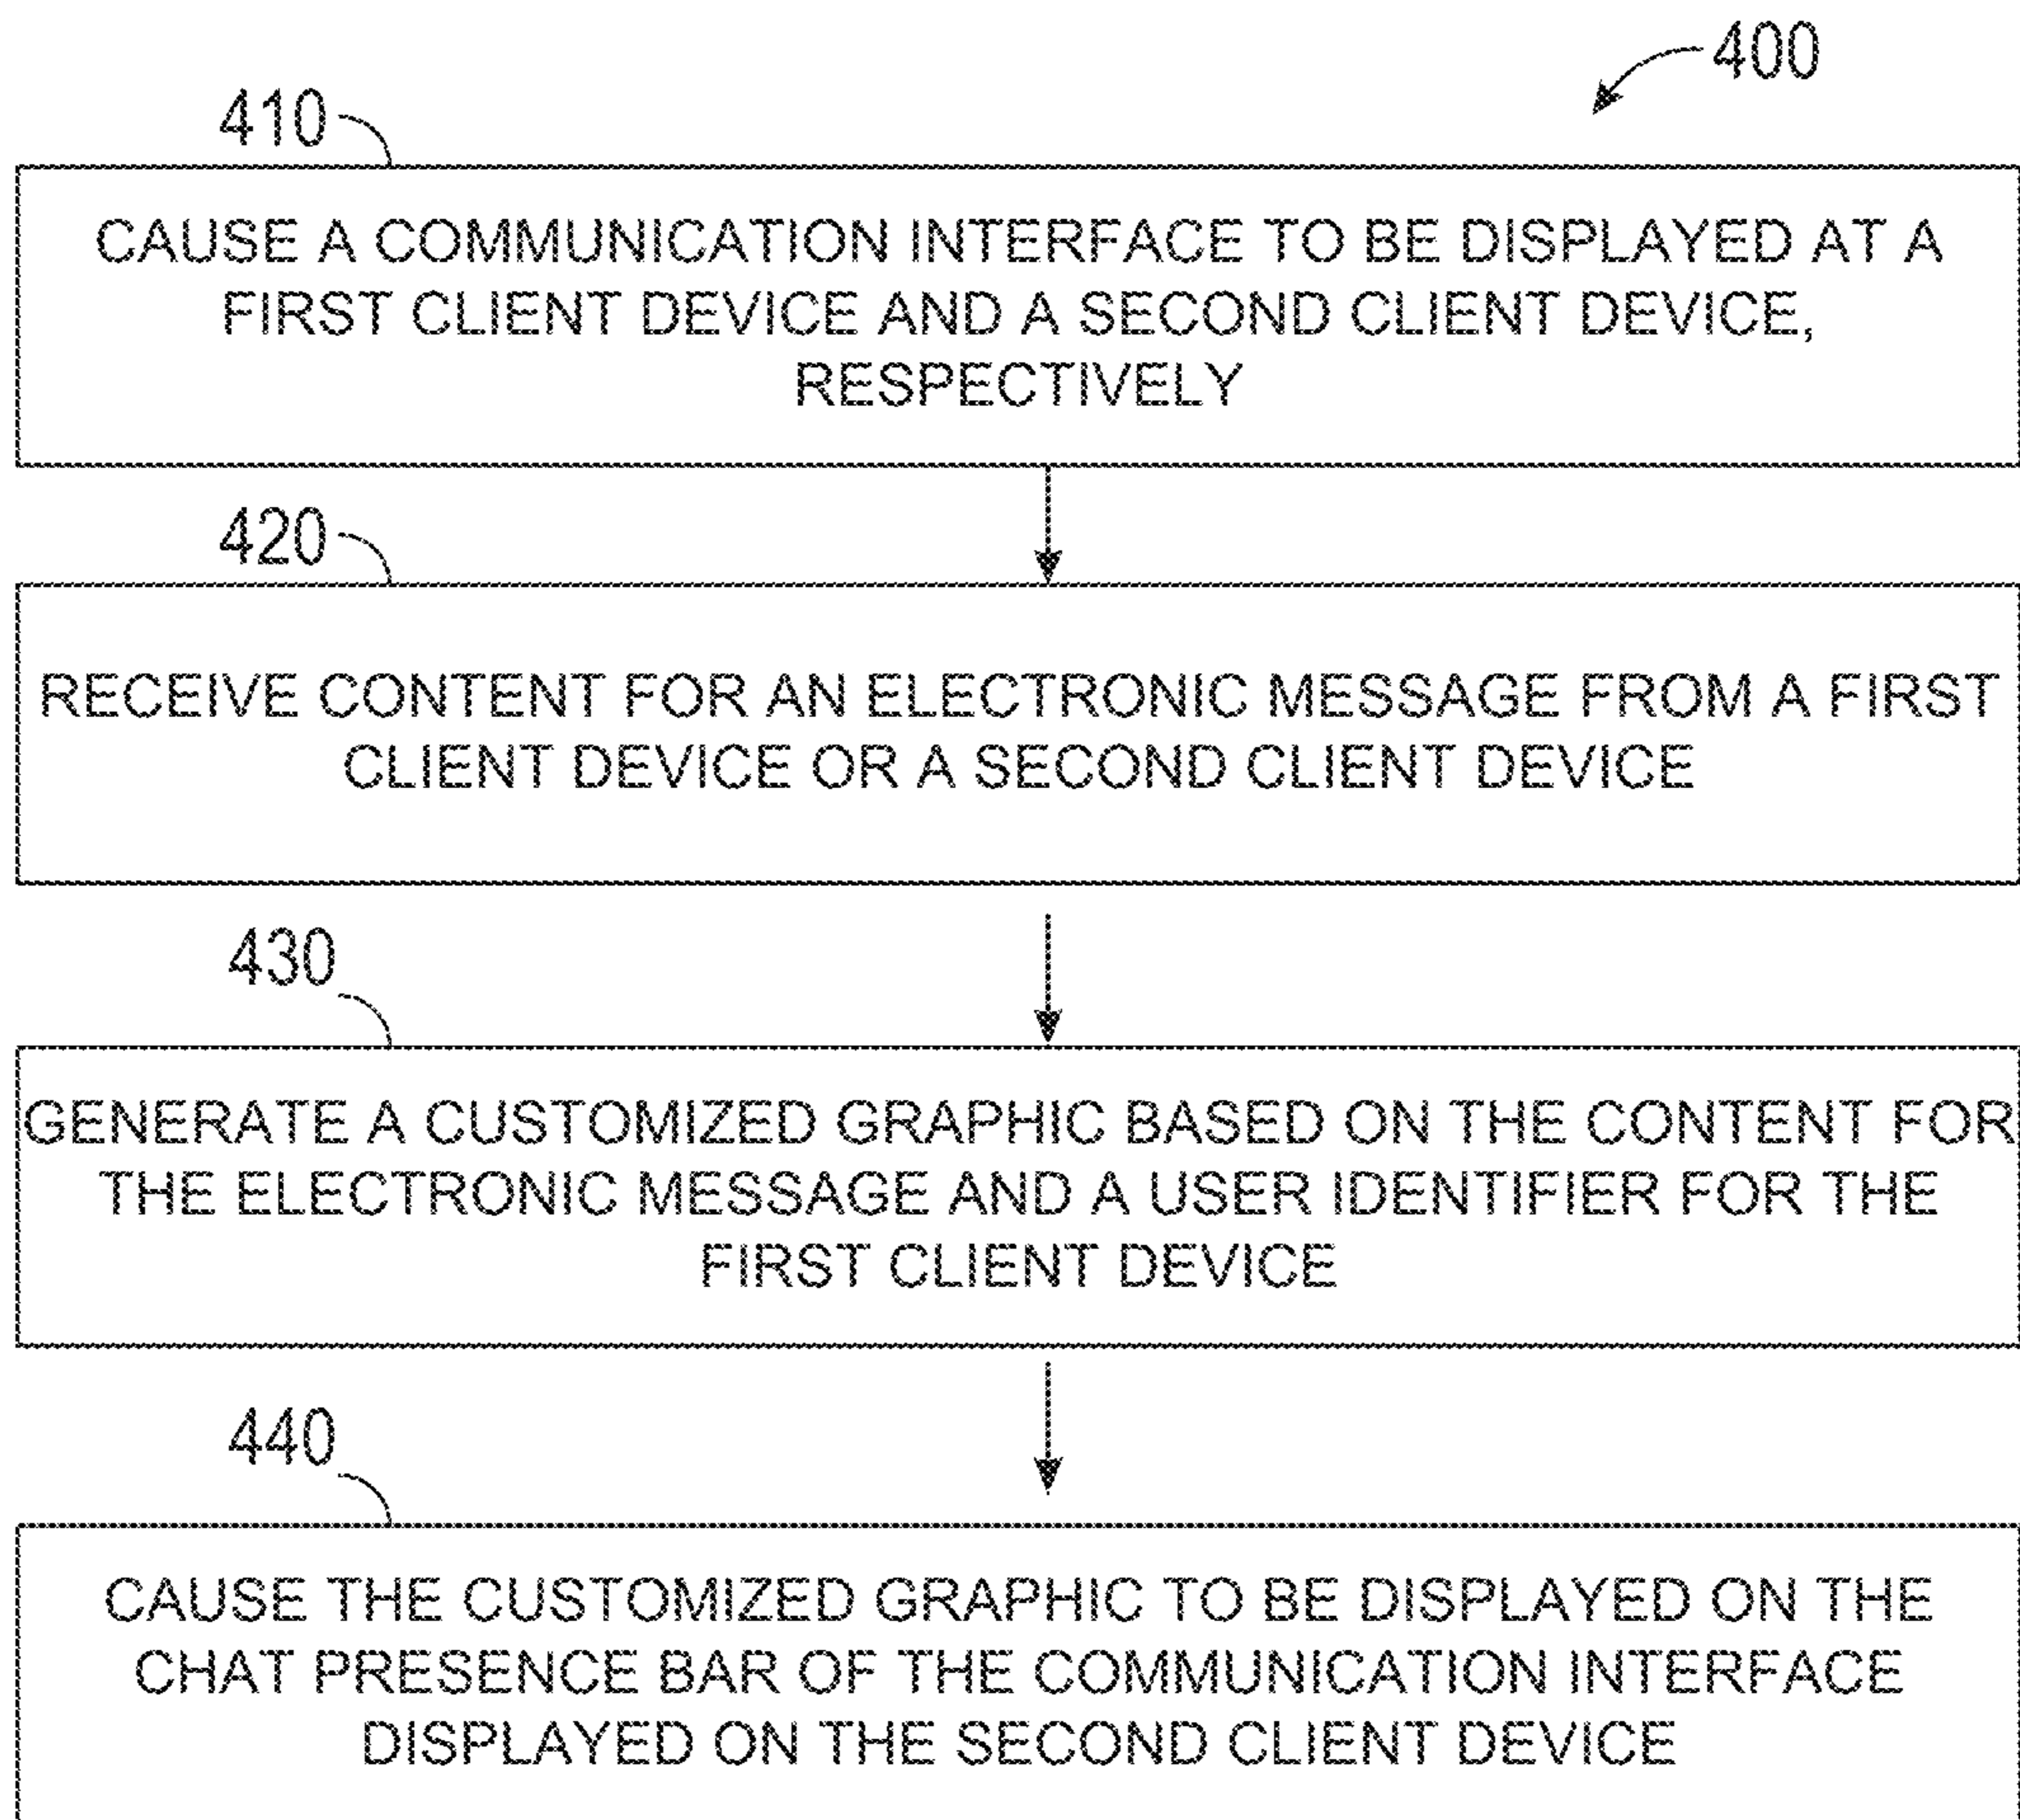 400
410
CAUSE A COMMUNICATION INTERFACE TO BE DISPLAYED AT A
FIRST CLIENT DEVICE AND A SECOND CLIENT DEVICE,
RESPECTIVELY
420
RECEIVE CONTENT FOR AN ELECTRONIC MESSAGE FROM A FIRST
CLIENT DEVICE OR A SECOND CLIENT DEVICE
430
GENERATE A CUSTOMIZED GRAPHIC BASED ON THE CONTENT FOR
THE ELECTRONIC MESSAGE AND A USER IDENTIFIER FOR THE
FIRST CLIENT DEVICE
440
CAUSE THE CUSTOMIZED GRAPHIC TO BE DISPLAYED ON THE
CHAT PRESENCE BAR OF THE COMMUNICATION INTERFACE
DISPLAYED ON THE SECOND CLIENT DEVICE